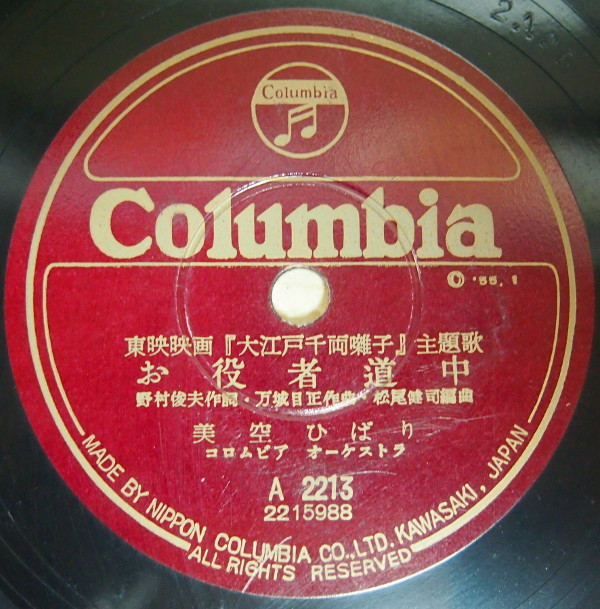 Columbia
Columbia
Ⓟ '55. 1
東映映画『大江戸千両囃子』主題歌
お役者道中
野村俊夫作詞・万城目正作曲・松尾健司編曲
美空ひばり
コロムビア オーケストラ
A 2213
2215988
MADE BY NIPPON COLUMBIA CO., LTD. KAWASAKI, JAPAN
ALL RIGHTS RESERVED